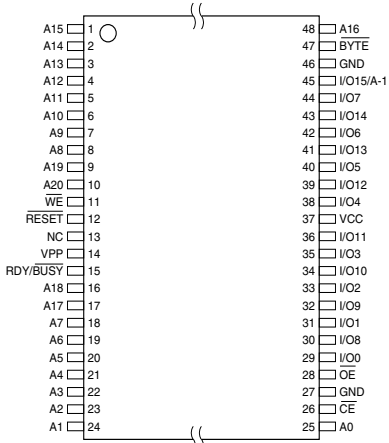 A15 1 48 A16
A14 2 47 BYTE
A13 3 46 GND
A12 4 45 I/O15/A-1
A11 5 44 I/O7
A10 6 43 I/O14
A9 7 42 I/O6
A8 8 41 I/O13
A19 9 40 I/O5
A20 10 39 I/O12
WE 11 38 I/O4
RESET 12 37 VCC
NC 13 36 I/O11
VPP 14 35 I/O3
RDY/BUSY 15 34 I/O10
A18 16 33 I/O2
A17 17 32 I/O9
A7 18 31 I/O1
A6 19 30 I/O8
A5 20 29 I/O0
A4 21 28 OE
A3 22 27 GND
A2 23 26 CE
A1 24 25 A0